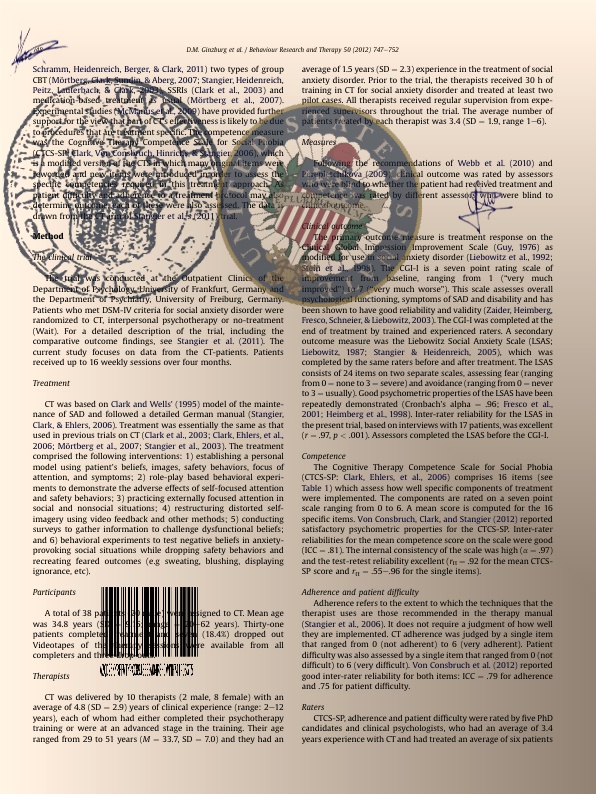 D.M. Ginzburg et al. / Behaviour Research and Therapy 50 (2012) 747–752
Schramm, Heidenreich, Berger, & Clark, 2011) two types of group
CBT (Mörtberg, Clark, Sundin, & Åberg, 2007; Stangier, Heidenreich,
Peitz, Lauterbach, & Clark, 2003), SSRIs (Clark et al., 2003) and
medication-based treatment as usual (Mörtberg et al., 2007).
Experimental studies (McManus et al., 2009) have provided further
support for the view that part of CT's effectiveness is likely to be due
to procedures that are treatment specific. The competence measure
was the Cognitive Therapy Competence Scale for Social Phobia
(CTCS-SP; Clark, Von Consbruch, Hinrich, & Stangier, 2006), which
is a modified version of the CTCS in which many original items were
reworded and new items were introduced in order to assess the
specific competencies required of this treatment approach. As
patient difficulty and adherence to a treatment protocol may also
determine outcome, each of these were also assessed. The data is
drawn from the CT arm of Stangier et al.'s (2011) trial.
Method
The clinical trial
The trial was conducted at the Outpatient Clinics of the
Department of Psychology, University of Frankfurt, Germany and
the Department of Psychiatry, University of Freiburg, Germany.
Patients who met DSM-IV criteria for social anxiety disorder were
randomized to CT, interpersonal psychotherapy or no-treatment
(Wait). For a detailed description of the trial, including the
comparative outcome findings, see Stangier et al. (2011). The
current study focuses on data from the CT-patients. Patients
received up to 16 weekly sessions over four months.
Treatment
CT was based on Clark and Wells' (1995) model of the mainte-
nance of SAD and followed a detailed German manual (Stangier,
Clark, & Ehlers, 2006). Treatment was essentially the same as that
used in previous trials on CT (Clark et al., 2003; Clark, Ehlers, et al.,
2006; Mörtberg et al., 2007; Stangier et al., 2003). The treatment
comprised the following interventions: 1) establishing a personal
model using patient's beliefs, images, safety behaviors, focus of
attention, and symptoms; 2) role-play based behavioral experi-
ments to demonstrate the adverse effects of self-focused attention
and safety behaviors; 3) practicing externally focused attention in
social and nonsocial situations; 4) restructuring distorted self-
imagery using video feedback and other methods; 5) conducting
surveys to gather information to challenge dysfunctional beliefs;
and 6) behavioral experiments to test negative beliefs in anxiety-
provoking social situations while dropping safety behaviors and
recreating feared outcomes (e.g sweating, blushing, displaying
ignorance, etc).
Participants
A total of 38 patients (20 male) were assigned to CT. Mean age
was 34.8 years (SD range 62 years). Thirty-one
patients completed treatment and seven (18.4%) dropped out
Videotapes of the therapy sessions were available from all
completers and three
Therapists
CT was delivered by 10 therapists (2 male, 8 female) with an
average of 4.8 (SD = 2.9) years of clinical experience (range: 2–12
years), each of whom had either completed their psychotherapy
training or were at an advanced stage in the training. Their age
ranged from 29 to 51 years (M = 33.7, SD = 7.0) and they had an
average of 1.5 years (SD = 2.3) experience in the treatment of social
anxiety disorder. Prior to the trial, the therapists received 30 h of
training in CT for social anxiety disorders and treated at least two
pilot cases. All therapists received regular supervision from expe-
rienced supervisors throughout the trial. The average number of
patients treated by each therapist was 3.4 (SD = 1.9, range 1–6).
Measures
Following the recommendations of Webb et al. (2010) and
Perepletchikova (2009), clinical outcome was rated by assessors
who were blind to whether the patient had received treatment and
competence was rated by different assessors who were blind to
clinical outcome.
Clinical outcome
The primary outcome measure is treatment response on the
Clinical Global Impression Improvement Scale (Guy, 1976) as
modified for use in social anxiety disorder (Liebowitz et al., 1992;
Stein et al., 1998). The CGI-I is a seven point rating scale of
improvement from baseline, ranging from 1 ("very much
improved") to 7 ("very much worse"). This scale assesses overall
psychological functioning, symptoms of SAD and disability and has
been shown to have good reliability and validity (Zaider, Heimberg,
Fresco, Schneier, & Liebowitz, 2003). The CGI-I was completed at the
end of treatment by trained and experienced raters. A secondary
outcome measure was the Liebowitz Social Anxiety Scale (LSAS;
Liebowitz, 1987; Stangier & Heidenreich, 2005), which was
completed by the same raters before and after treatment. The LSAS
consists of 24 items on two separate scales, assessing fear (ranging
from 0 – none to 3 – severe) and avoidance (ranging from 0 – never
to 3 – usually). Good psychometric properties of the LSAS have been
repeatedly demonstrated (Cronbach's alpha = .96; Fresco et al.,
2001; Heimberg et al., 1998). Inter-rater reliability for the LSAS in
the present trial, based on interviews with 17 patients, was excellent
(r = .97, p < .001). Assessors completed the LSAS before the CGI-I.
Competence
The Cognitive Therapy Competence Scale for Social Phobia
(CTCS-SP; Clark, Ehlers, et al., 2006) comprises 16 items (see
Table 1) which assess how well specific components of treatment
were implemented. The components are rated on a seven point
scale ranging from 0 to 6. A mean score is computed for the 16
specific items. Von Consbruch, Clark, and Stangier (2012) reported
satisfactory psychometric properties for the CTCS-SP. Inter-rater
reliabilities for the mean competence score on the scale were good
(ICC = .81). The internal consistency of the scale was high (α = .97)
and the test-retest reliability excellent (rtt = .92 for the mean CTCS-
SP score and rtt = .55–.96 for the single items).
Adherence and patient difficulty
Adherence refers to the extent to which the techniques that the
therapist uses are those recommended in the therapy manual
(Stangier et al., 2006). It does not require a judgment of how well
they are implemented. CT adherence was judged by a single item
that ranged from 0 (not adherent) to 6 (very adherent). Patient
difficulty was also assessed by a single item that ranged from 0 (not
difficult) to 6 (very difficult). Von Consbruch et al. (2012) reported
good inter-rater reliability for both items: ICC = .79 for adherence
and .75 for patient difficulty.
Raters
CTCS-SP, adherence and patient difficulty were rated by five PhD
candidates and clinical psychologists, who had an average of 3.4
years experience with CT and had treated an average of six patients